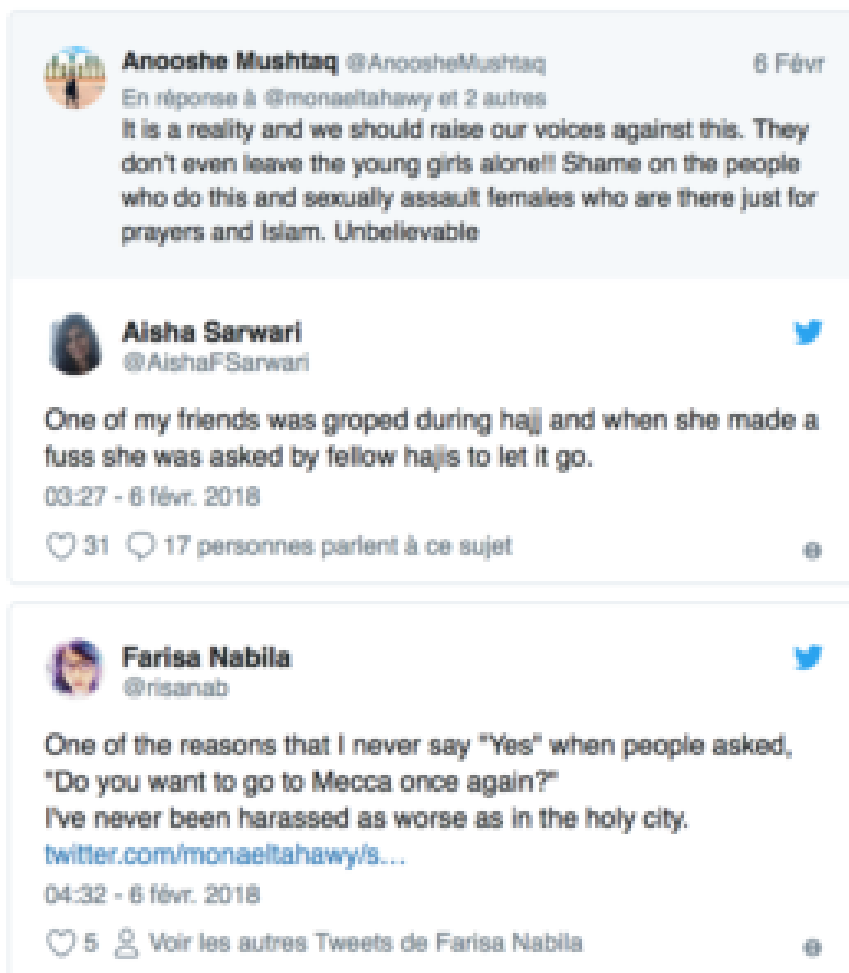 Anooshe Mushtaq @AnoosheMushtaq 6 Févr
En réponse à @monaeltahawy et 2 autres
It is a reality and we should raise our voices against this. They
don't even leave the young girls alone!! Shame on the people
who do this and sexually assault females who are there just for
prayers and Islam. Unbelievable
Aisha Sarwari
@AishaFSarwari
One of my friends was groped during hajj and when she made a
fuss she was asked by fellow hajis to let it go.
03:27 - 6 févr. 2018
31 17 personnes parlent à ce sujet
Farisa Nabila
@risanab
One of the reasons that I never say "Yes" when people asked,
"Do you want to go to Mecca once again?"
I've never been harassed as worse as in the holy city.
twitter.com/monaeltahawy/s...
04:32 - 6 févr. 2018
5 Voir les autres Tweets de Farisa Nabila